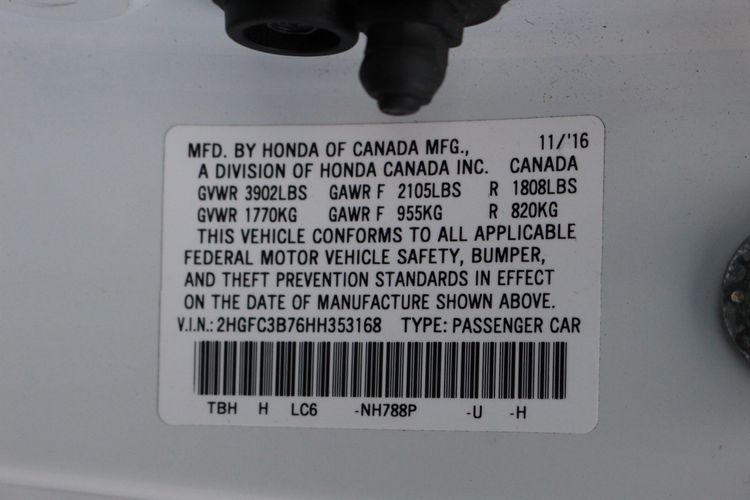 MFD. BY HONDA OF CANADA MFG., 11/'16
A DIVISION OF HONDA CANADA INC. CANADA
GVWR 3902LBS GAWR F 2105LBS R 1808LBS
GVWR 1770KG GAWR F 955KG R 820KG
THIS VEHICLE CONFORMS TO ALL APPLICABLE
FEDERAL MOTOR VEHICLE SAFETY, BUMPER,
AND THEFT PREVENTION STANDARDS IN EFFECT
ON THE DATE OF MANUFACTURE SHOWN ABOVE.
V.I.N.: 2HGFC3B76HH353168 TYPE: PASSENGER CAR
TBH H LC6 -NH788P -U -H